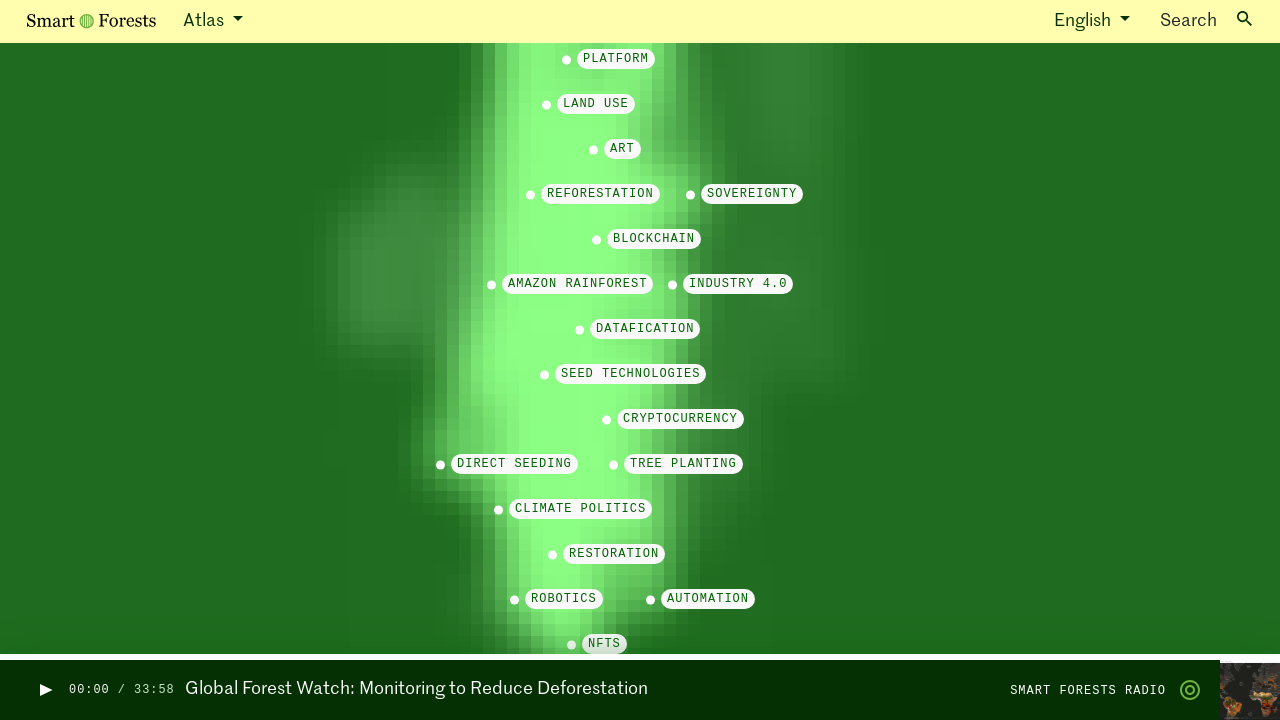 Smart Forests Atlas English Search
PLATFORM
LAND USE
ART
REFORESTATION SOVEREIGNTY
BLOCKCHAIN
AMAZON RAINFOREST INDUSTRY 4.0
DATAFICATION
SEED TECHNOLOGIES
CRYPTOCURRENCY
DIRECT SEEDING TREE PLANTING
CLIMATE POLITICS
RESTORATION
ROBOTICS AUTOMATION
NFTS
00:00 / 33:58 Global Forest Watch: Monitoring to Reduce Deforestation SMART FORESTS RADIO